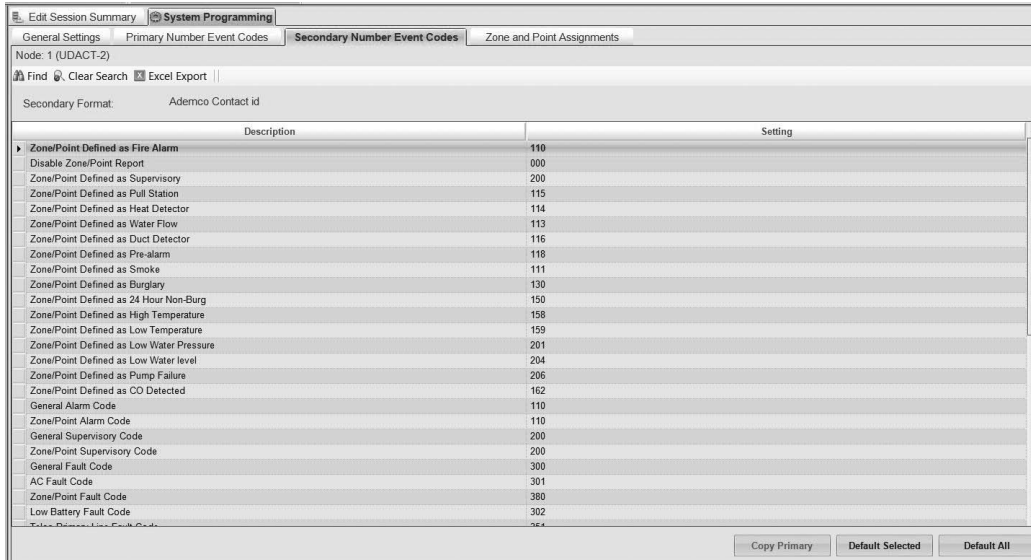 Edit Session Summary System Programming
General Settings Primary Number Event Codes Secondary Number Event Codes Zone and Point Assignments
Node: 1 (UDACT-2)
Find Clear Search Excel Export
Secondary Format: Ademco Contact id
Description Setting
Zone/Point Defined as Fire Alarm 110
Disable Zone/Point Report 000
Zone/Point Defined as Supervisory 200
Zone/Point Defined as Pull Station 115
Zone/Point Defined as Heat Detector 114
Zone/Point Defined as Water Flow 113
Zone/Point Defined as Duct Detector 116
Zone/Point Defined as Pre-alarm 118
Zone/Point Defined as Smoke 111
Zone/Point Defined as Burglary 130
Zone/Point Defined as 24 Hour Non-Burg 150
Zone/Point Defined as High Temperature 158
Zone/Point Defined as Low Temperature 159
Zone/Point Defined as Low Water Pressure 201
Zone/Point Defined as Low Water level 204
Zone/Point Defined as Pump Failure 206
Zone/Point Defined as CO Detected 162
General Alarm Code 110
Zone/Point Alarm Code 110
General Supervisory Code 200
Zone/Point Supervisory Code 200
General Fault Code 300
AC Fault Code 301
Zone/Point Fault Code 380
Low Battery Fault Code 302
Telco Primary Line Fault Code 351
Copy Primary Default Selected Default All